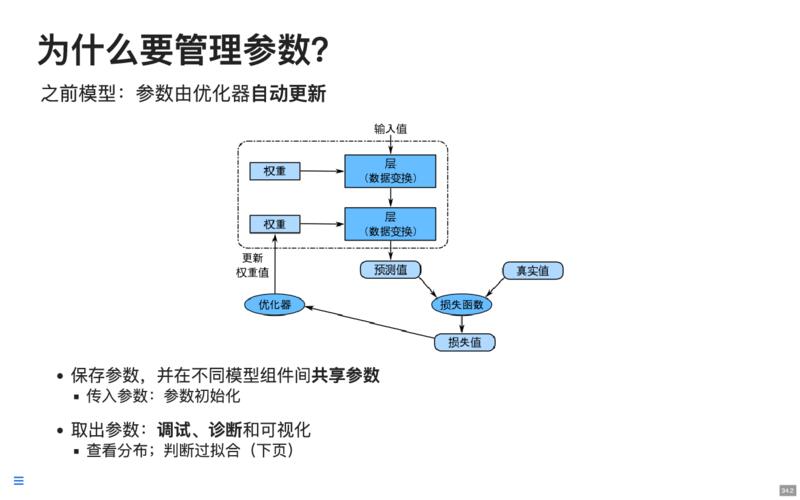 为什么要管理参数？
之前模型：参数由优化器自动更新
输入值
权重
层
（数据变换）
权重
层
（数据变换）
更新
权重值
预测值
真实值
优化器
损失函数
损失值
• 保存参数，并在不同模型组件间共享参数
▪ 传入参数：参数初始化
• 取出参数：调试、诊断和可视化
▪ 查看分布；判断过拟合（下页）
34.2